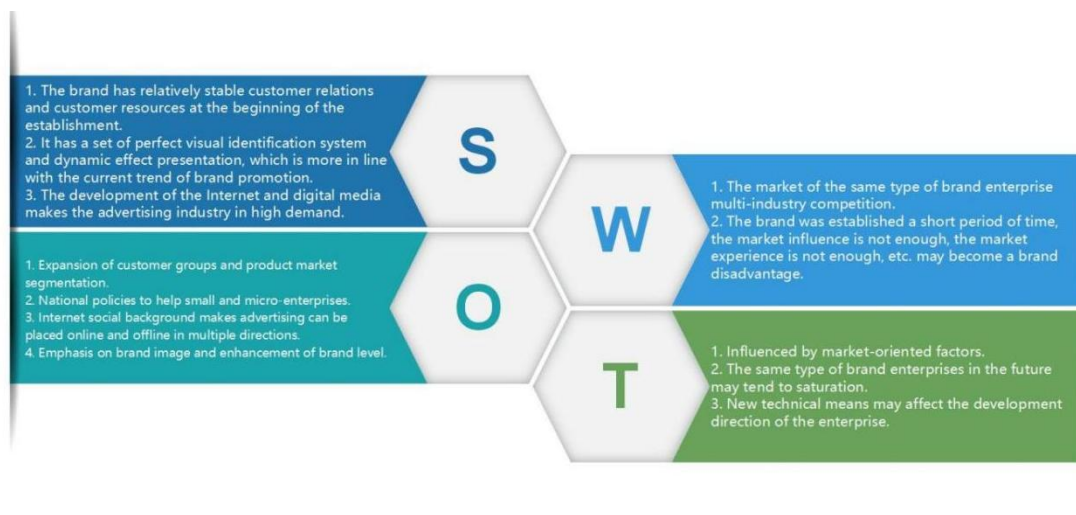 1. The brand has relatively stable customer relations
and customer resources at the beginning of the
establishment.
2. It has a set of perfect visual identification system
and dynamic effect presentation, which is more in line
with the current trend of brand promotion.
3. The development of the Internet and digital media
makes the advertising industry in high demand.
S
W
1. The market of the same type of brand enterprise
multi-industry competition.
2. The brand was established a short period of time,
the market influence is not enough, the market
experience is not enough, etc. may become a brand
disadvantage.
1. Expansion of customer groups and product market
segmentation.
2. National policies to help small and micro-enterprises.
3. Internet social background makes advertising can be
placed online and offline in multiple directions.
4. Emphasis on brand image and enhancement of brand level.
O
T
1. Influenced by market-oriented factors.
2. The same type of brand enterprises in the future
may tend to saturation.
3. New technical means may affect the development
direction of the enterprise.